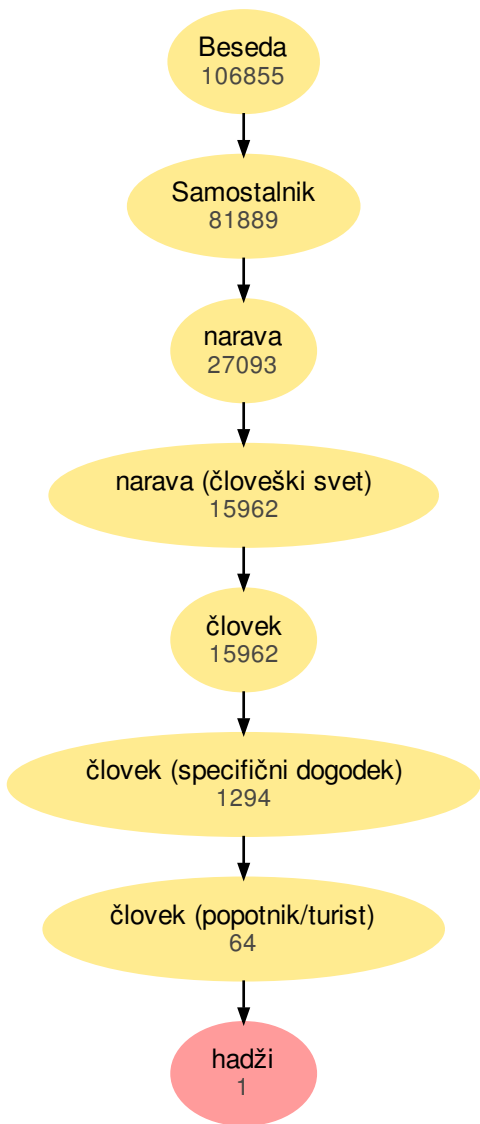 Beseda
106855
Samostalnik
81889
narava
27093
narava (človeški svet)
15962
človek
15962
človek (specifični dogodek)
1294
človek (popotnik/turist)
64
hadži
1